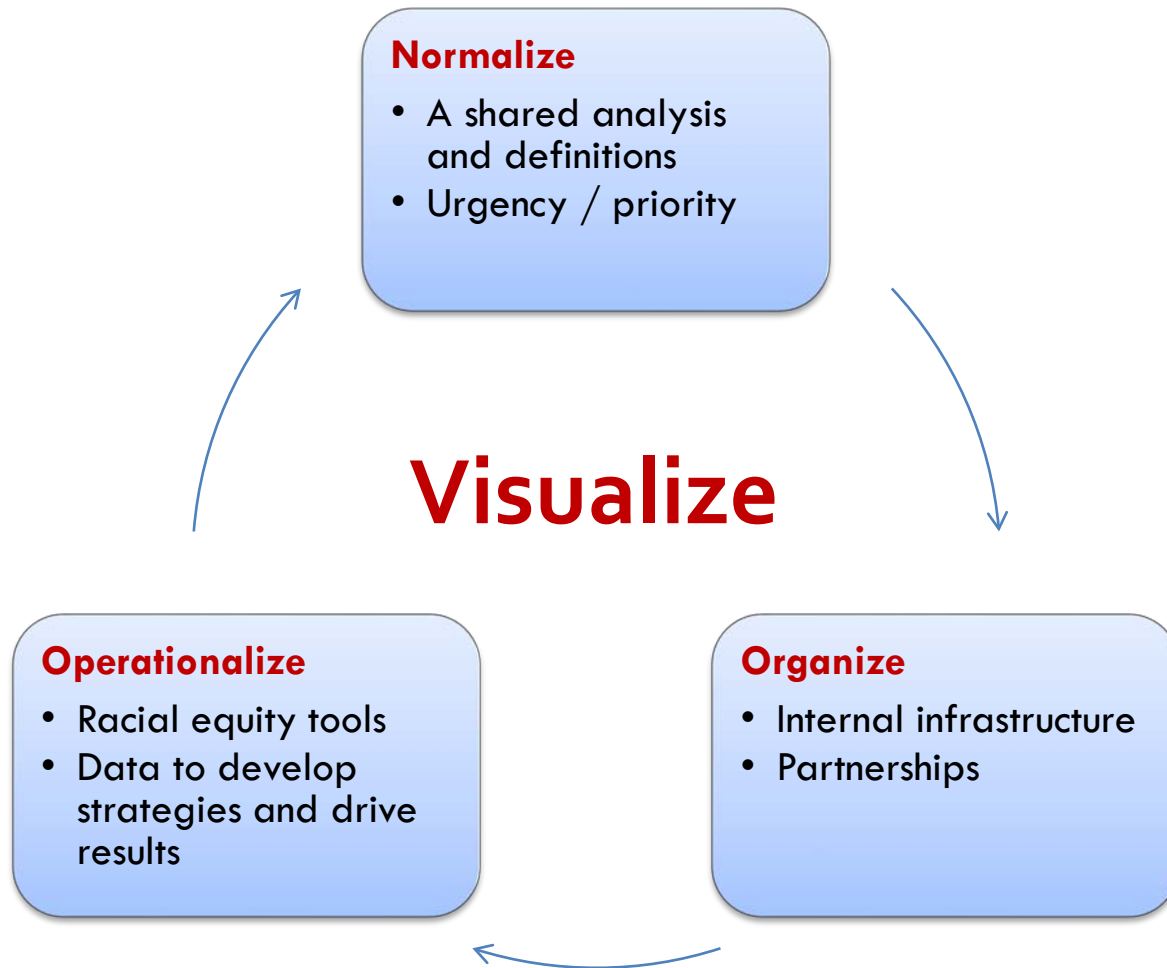 Normalize
• A shared analysis
and definitions
• Urgency / priority
Visualize
Operationalize
• Racial equity tools
• Data to develop
strategies and drive
results
Organize
• Internal infrastructure
• Partnerships